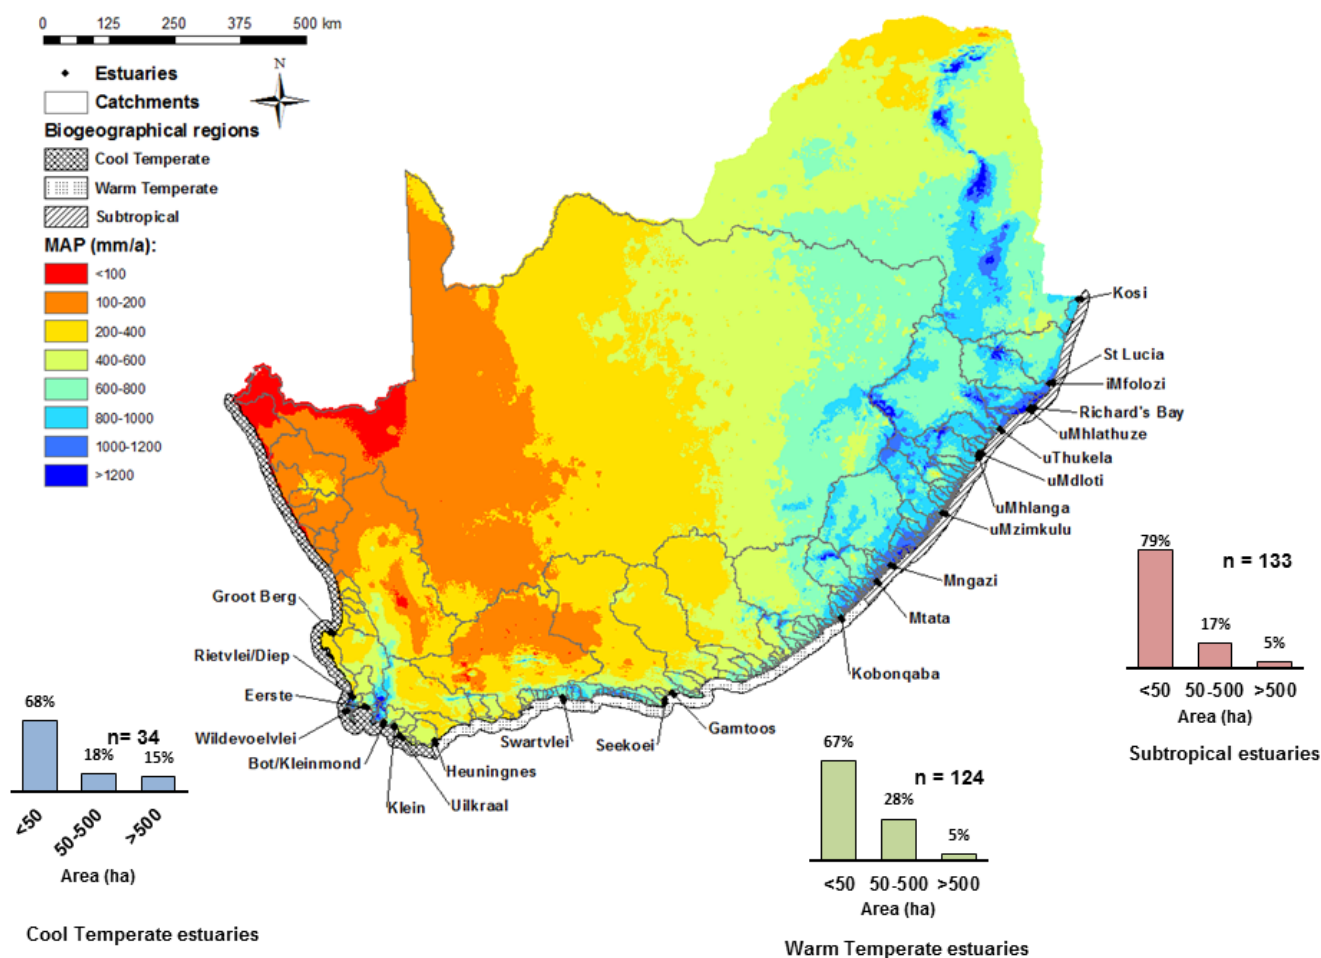 0 125 250 375 500 km
N
Estuaries
Catchments
Biogeographical regions
Cool Temperate
Warm Temperate
Subtropical
MAP (mm/a):
<100
100-200
200-400
400-600
600-800
800-1000
1000-1200
>1200
Kosi
St Lucia
iMfolozi
Richard's Bay
uMhlathuze
uThukela
uMdloti
uMhlanga
uMzimkulu
Mngazi
Mtata
Kobonqaba
Gamtoos
Seekoei
Swartvlei
Heuningnes
Uilkraal
Klein
Bot/Kleinmond
Wildevoelvlei
Eerste
Rietvlei/Diep
Groot Berg
68%
n= 34
18% 15%
<50 50-500 >500
Area (ha)
Cool Temperate estuaries
67%
n = 124
28%
5%
<50 50-500 >500
Area (ha)
Warm Temperate estuaries
79%
n = 133
17%
5%
<50 50-500 >500
Area (ha)
Subtropical estuaries